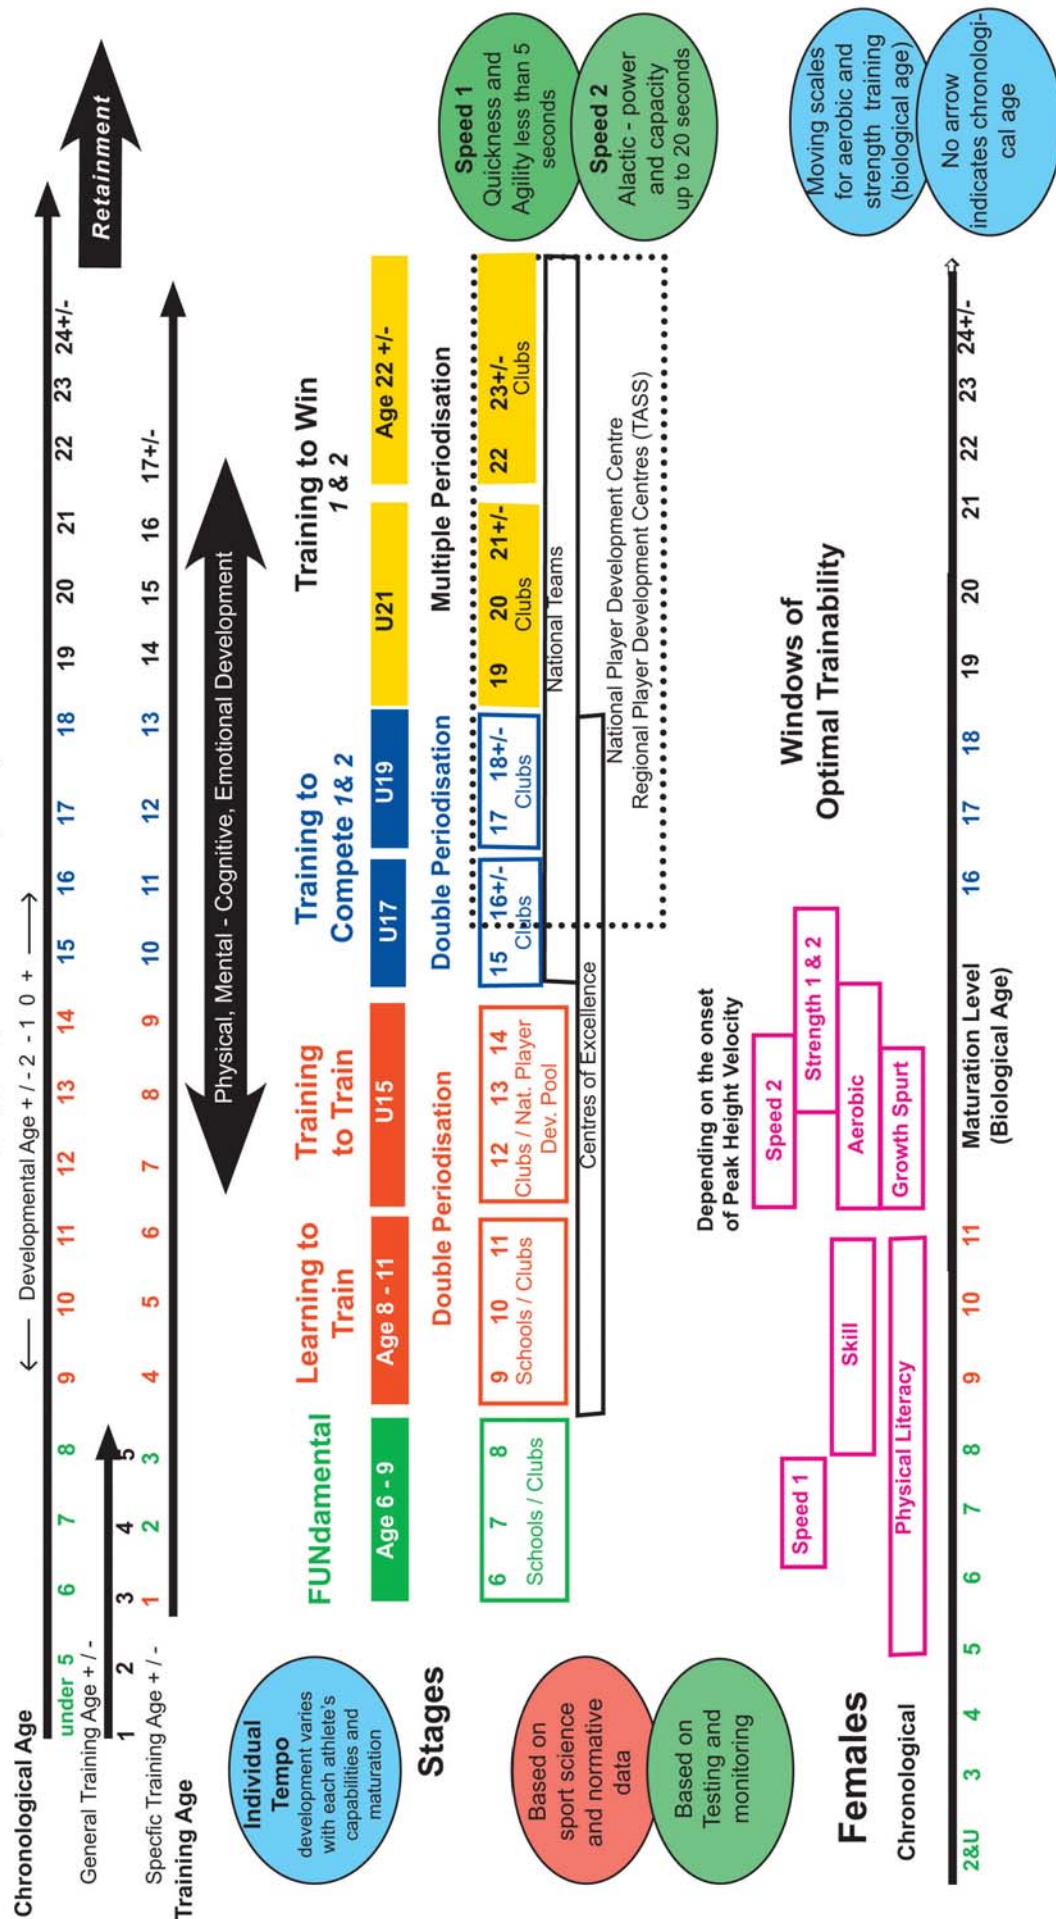 Chronological Age
← Developmental Age + / - 2 - 1 0 + →
under 5 6 7 8 9 10 11 12 13 14 15 16 17 18 19 20 21 22 23 24+/-
General Training Age + / -
1 2 3 4 5
Specfic Training Age + / -
1 2 3 4 5 6 7 8 9 10 11 12 13 14 15 16 17+/-
Training Age
Retainment
Physical, Mental - Cognitive, Emotional Development
Individual
Tempo
development varies
with each athlete's
capabilities and
maturation
Stages
FUNdamental
Learning to
Train
Training
to Train
Training to
Compete 1& 2
Training to Win
1 & 2
Age 6 - 9
Age 8 - 11
U15
U17
U19
U21
Age 22 +/-
Double Periodisation
Double Periodisation
Multiple Periodisation
6 7 8
Schools / Clubs
9 10 11
Schools / Clubs
12 13 14
Clubs / Nat. Player
Dev. Pool
15 16+/-
Clubs
17 18+/-
Clubs
19 20 21+/-
Clubs
22 23+/-
Clubs
National Teams
Centres of Excellence
National Player Development Centre
Regional Player Development Centres (TASS)
Speed 1
Quickness and
Agility less than 5
seconds
Speed 2
Alactic - power
and capacity
up to 20 seconds
Based on
sport science
and normative
data
Based on
Testing and
monitoring
Females
Chronological
Speed 1
Skill
Physical Literacy
Depending on the onset
of Peak Height Velocity
Speed 2
Strength 1 & 2
Aerobic
Growth Spurt
Windows of
Optimal Trainability
Moving scales
for aerobic and
strength training
(biological age)
No arrow
indicates chronologi-
cal age
2&U 3 4 5 6 7 8 9 10 11
Maturation Level
(Biological Age)
16 17 18 19 20 21 22 23 24+/-